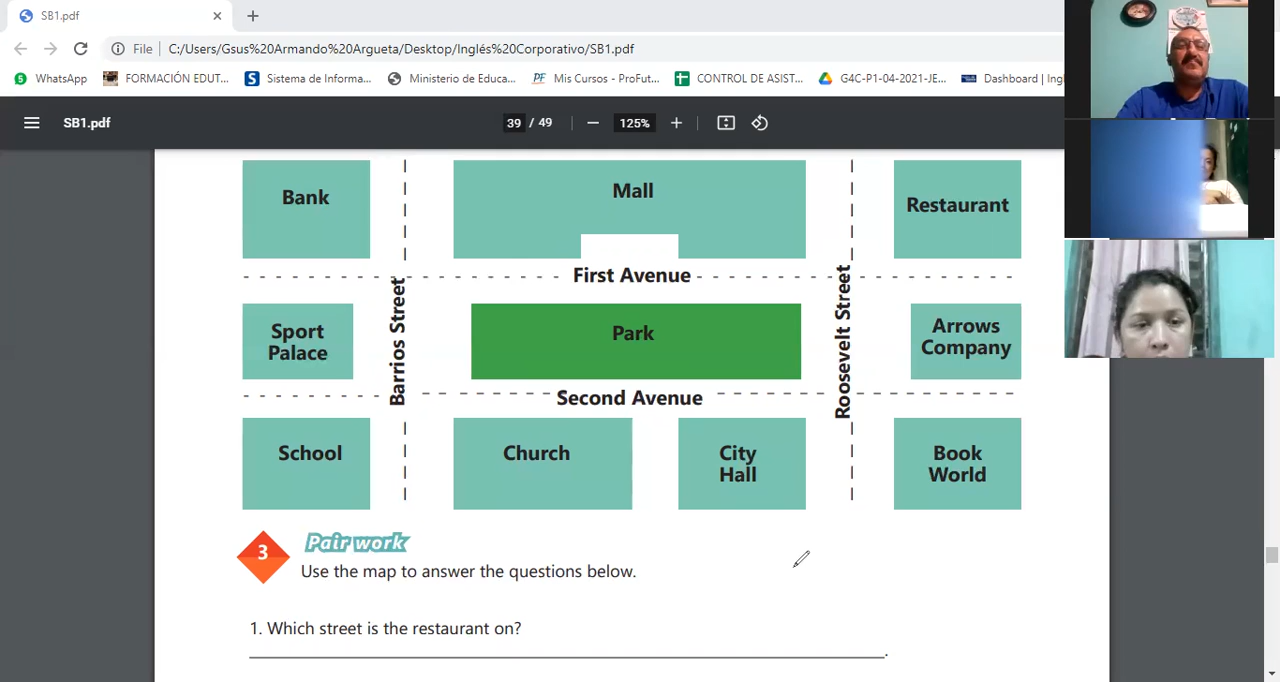 SB1.pdf
File C:/Users/Gsus%20Armando%20Argueta/Desktop/Inglés%20Corporativo/SB1.pdf
WhatsApp FORMACIÓN EDUT... Sistema de Informa... Ministerio de Educa... PF Mis Cursos - ProFut... CONTROL DE ASIST... G4C-P1-04-2021-JE... Dashboard | Ingl
SB1.pdf 39 / 49 125%
Bank Mall Restaurant
First Avenue
Barrios Street
Roosevelt Street
Sport
Palace
Park
Arrows
Company
Second Avenue
School Church
City
Hall
Book
World
3 Pair work
Use the map to answer the questions below.
1. Which street is the restaurant on?